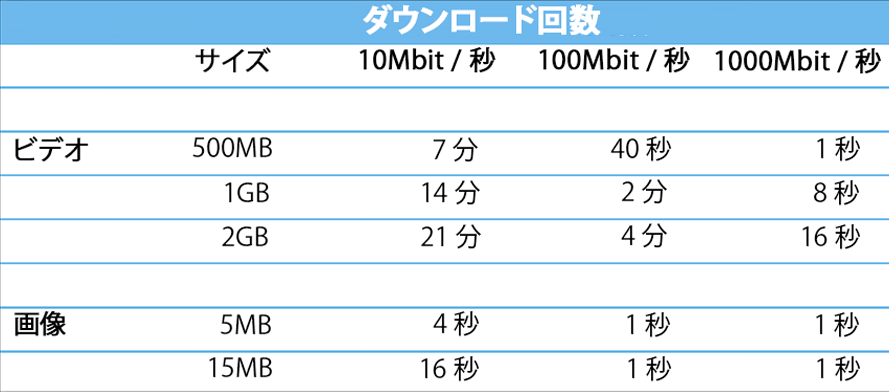 ダウンロード回数
サイズ 10Mbit / 秒 100Mbit / 秒 1000Mbit / 秒
ビデオ 500MB 7 分 40 秒 1 秒
1GB 14 分 2 分 8 秒
2GB 21 分 4 分 16 秒
画像 5MB 4 秒 1 秒 1 秒
15MB 16 秒 1 秒 1 秒